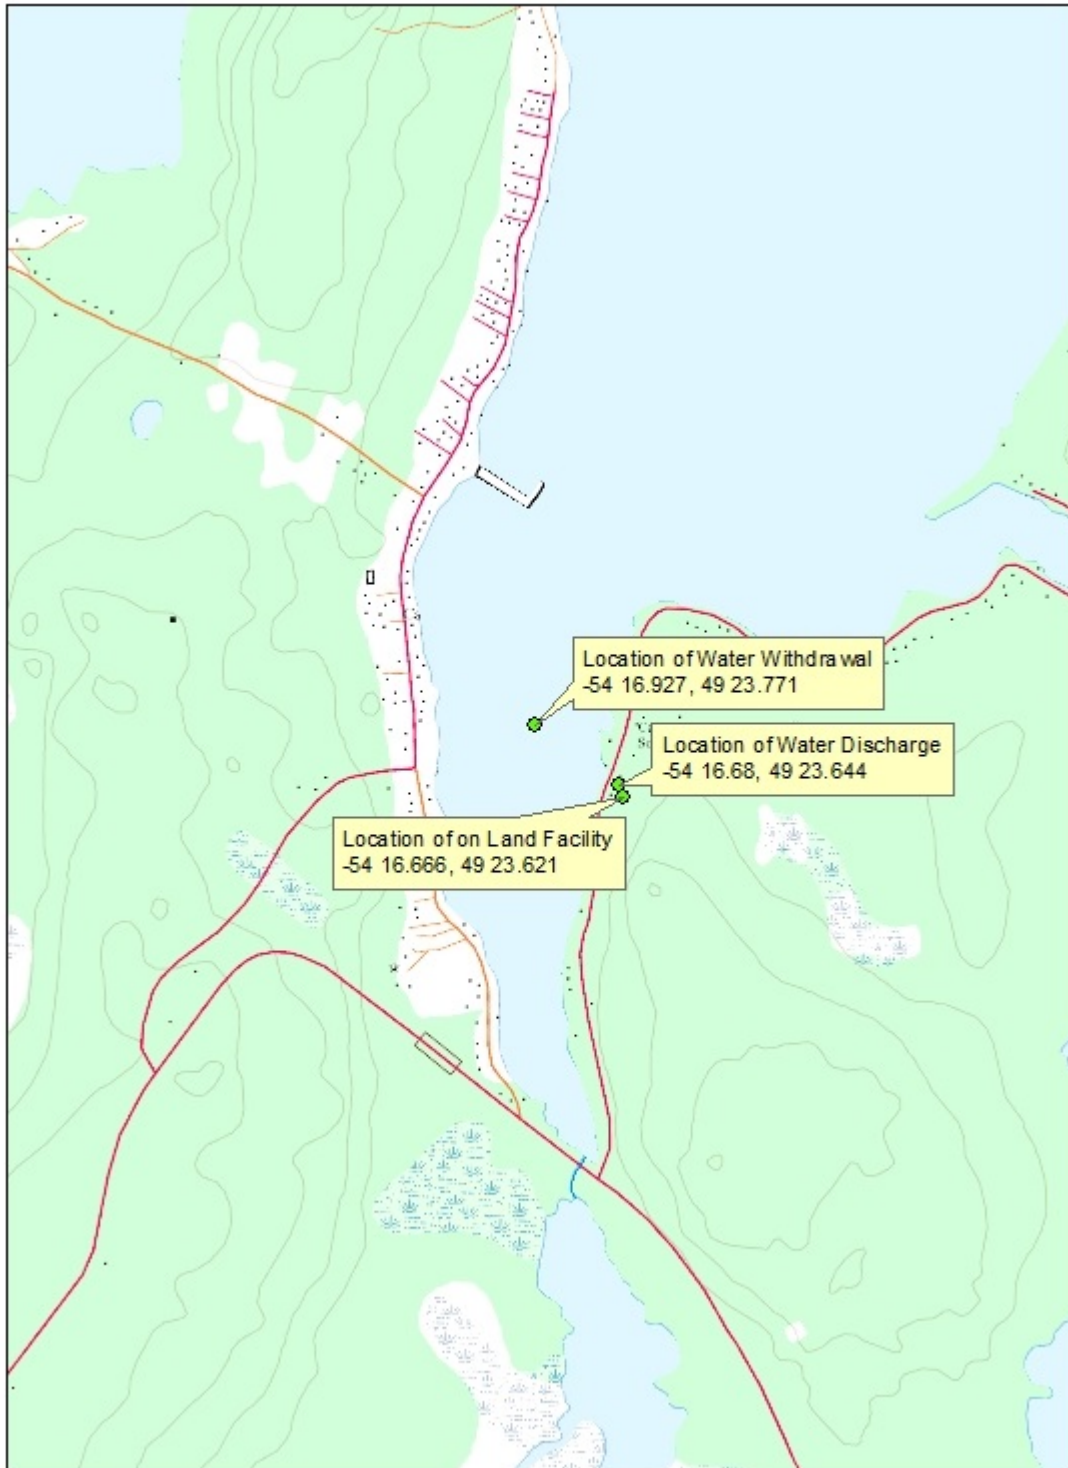 Location of Water Withdrawal
-54 16.927, 49 23.771
Location of Water Discharge
-54 16.68, 49 23.644
Location of on Land Facility
-54 16.666, 49 23.621